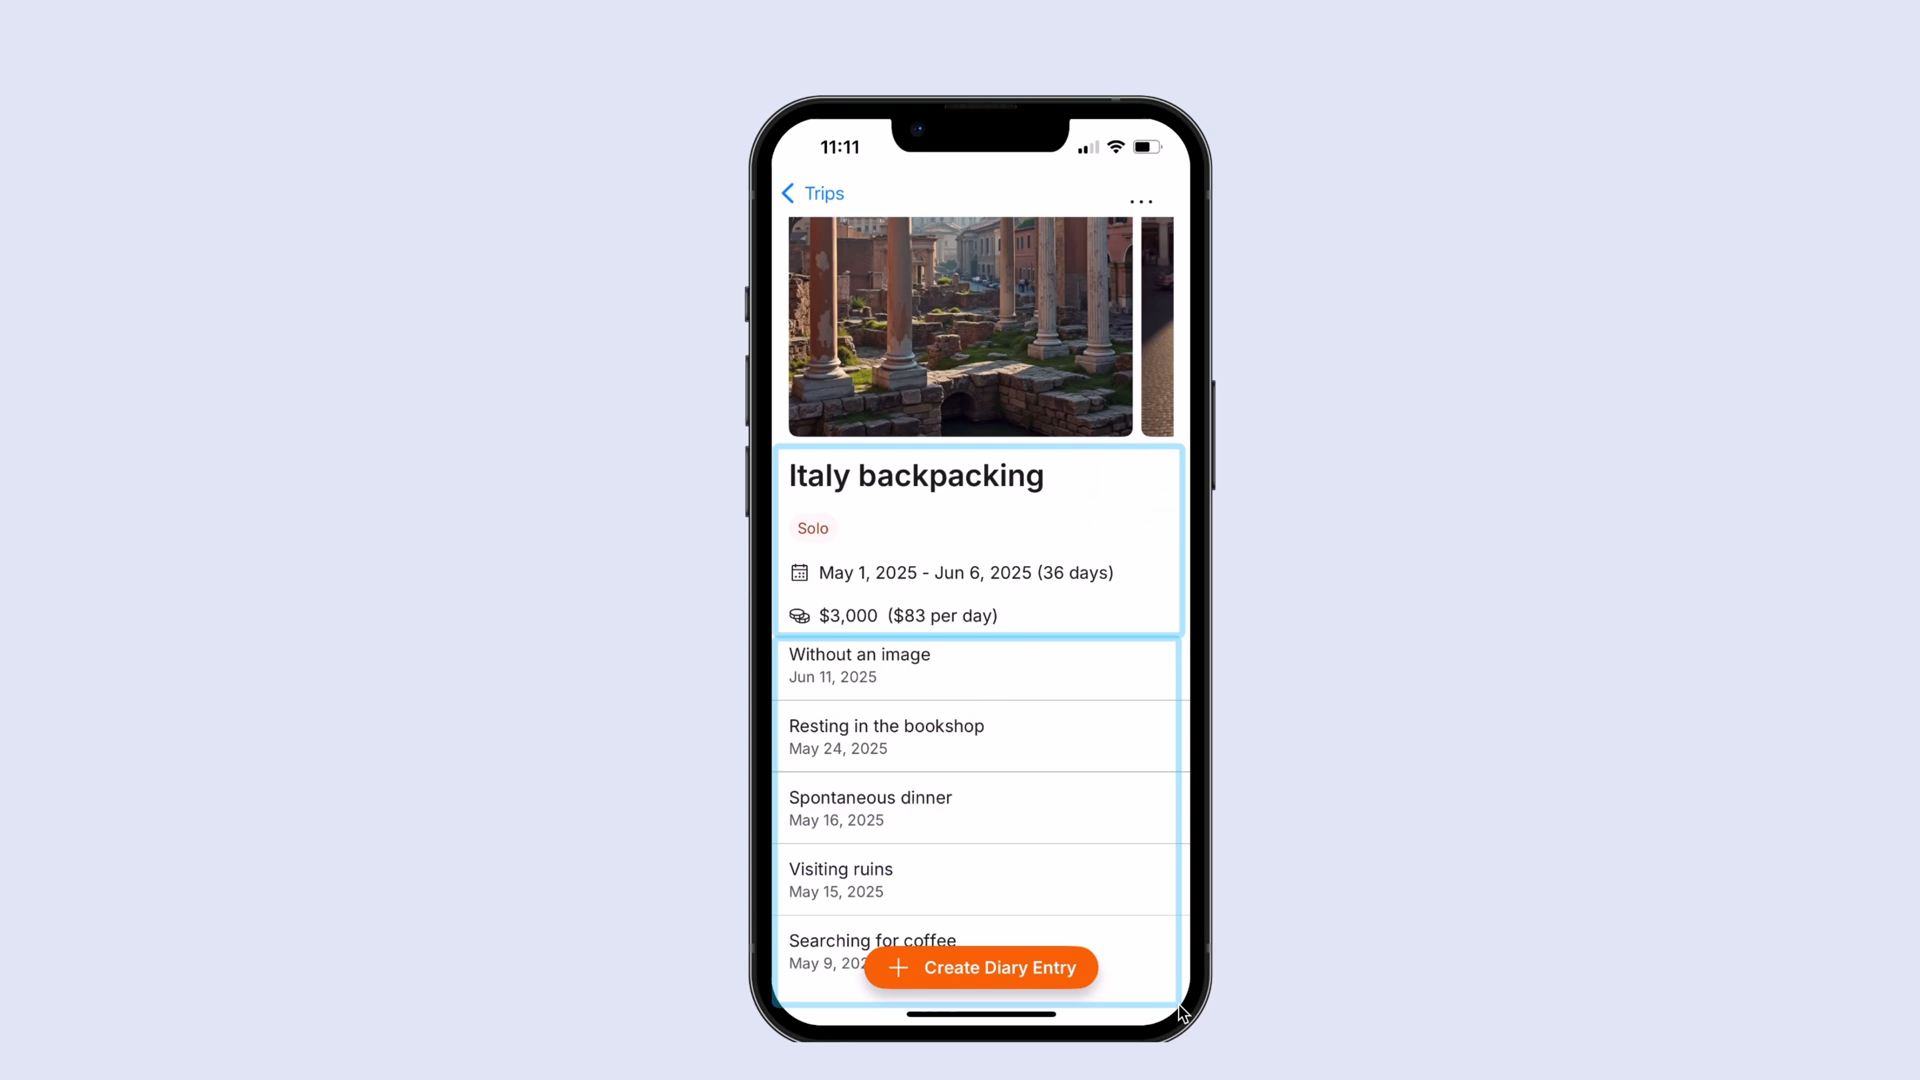 11:11
Trips
...
Italy backpacking
Solo
May 1, 2025 - Jun 6, 2025 (36 days)
$3,000 ($83 per day)
Without an image
Jun 11, 2025
Resting in the bookshop
May 24, 2025
Spontaneous dinner
May 16, 2025
Visiting ruins
May 15, 2025
Searching for coffee
May 9, 202
Create Diary Entry